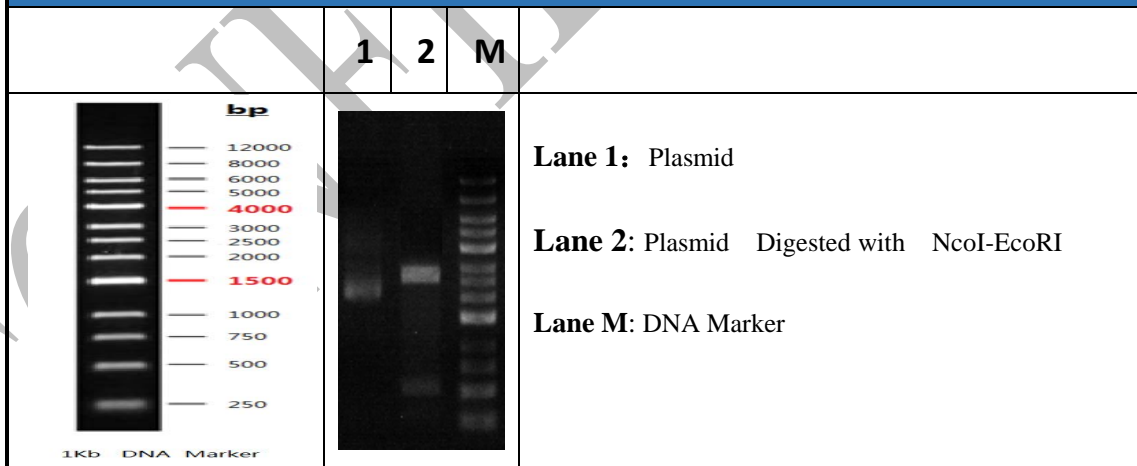 1 2 M
bp
12000
8000
6000
5000
4000
3000
2500
2000
1500
1000
750
500
250
1Kb DNA Marker
Lane 1: Plasmid
Lane 2: Plasmid Digested with NcoI-EcoRI
Lane M: DNA Marker